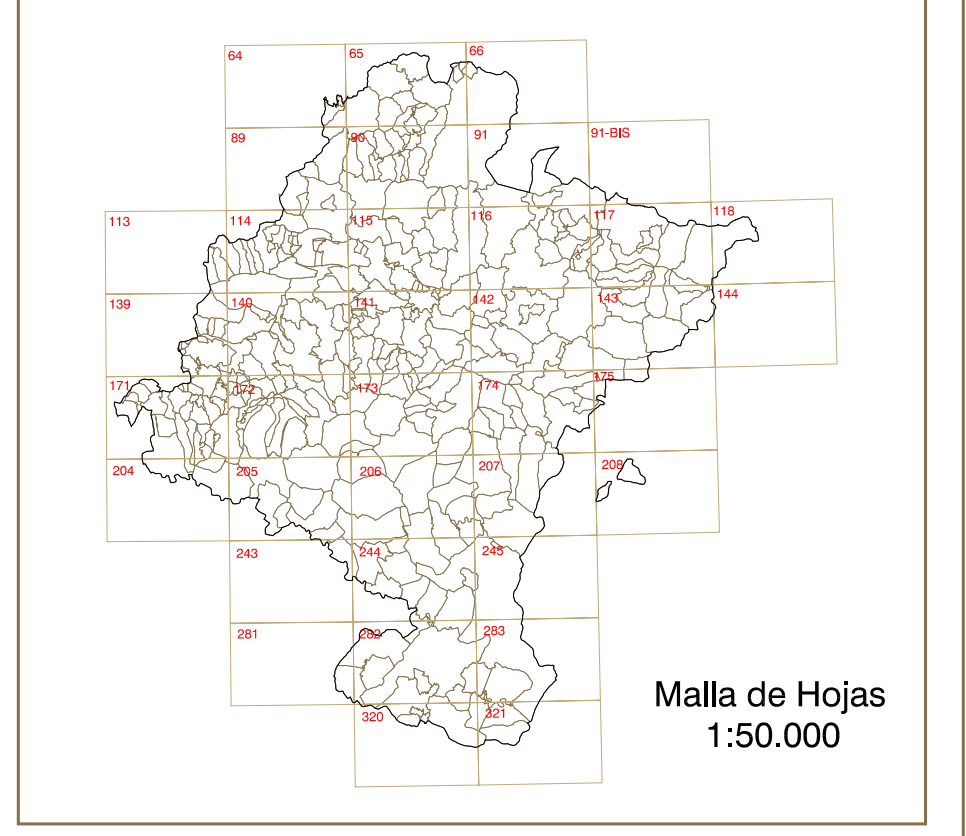 64 65 66
89 90 91 91-BIS
113 114 115 116 117 118
139 140 141 142 143 144
171 172 173 174 175
204 205 206 207 208
243 244 245
281 282 283
320 321
Malla de Hojas
1:50.000